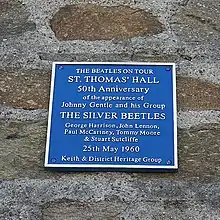 THE BEATLES ON TOUR
ST. THOMAS' HALL
50th Anniversary
of the appearance of
Johnny Gentle and his Group
THE SILVER BEETLES
George Harrison, John Lennon,
Paul McCartney, Tommy Moore
& Stuart Sutcliffe
25th May 1960
Keith & District Heritage Group